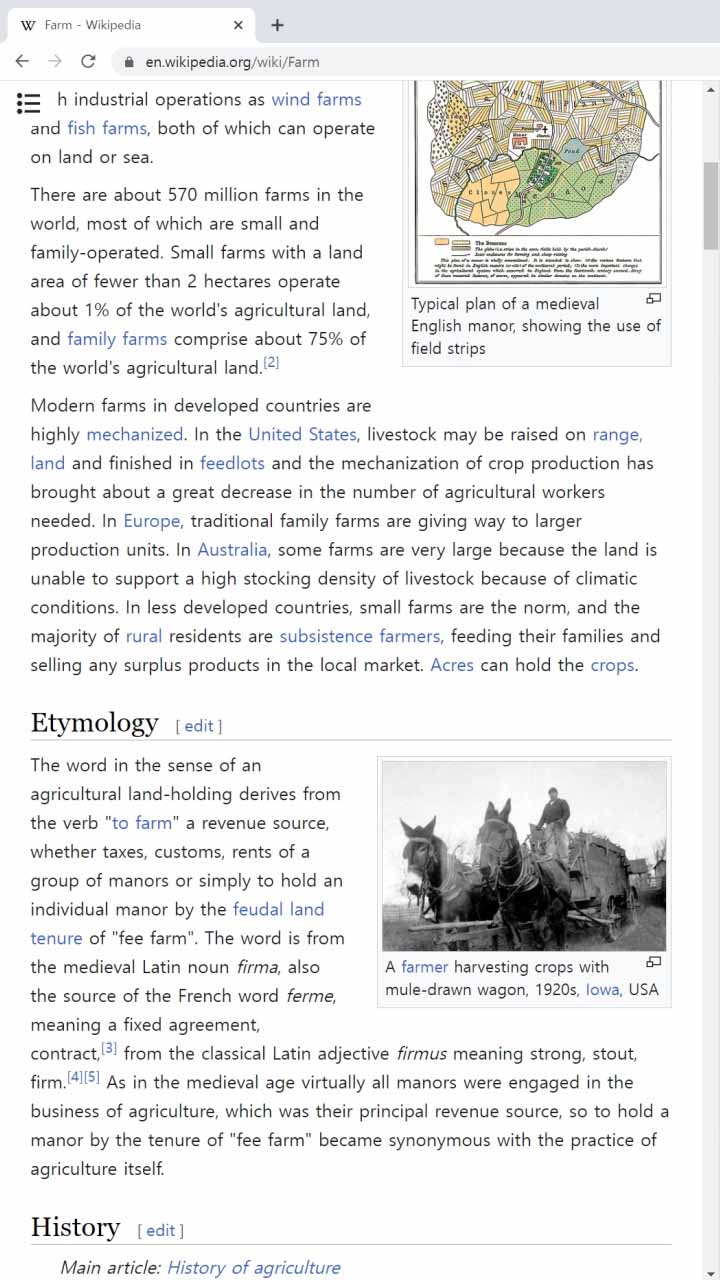 Farm - Wikipedia
en.wikipedia.org/wiki/Farm
h industrial operations as wind farms
and fish farms, both of which can operate
on land or sea.
There are about 570 million farms in the
world, most of which are small and
family-operated. Small farms with a land
area of fewer than 2 hectares operate
about 1% of the world's agricultural land,
and family farms comprise about 75% of
the world's agricultural land.[2]
Pond
The Demesne
Typical plan of a medieval
English manor, showing the use of
field strips
Modern farms in developed countries are
highly mechanized. In the United States, livestock may be raised on range,
land and finished in feedlots and the mechanization of crop production has
brought about a great decrease in the number of agricultural workers
needed. In Europe, traditional family farms are giving way to larger
production units. In Australia, some farms are very large because the land is
unable to support a high stocking density of livestock because of climatic
conditions. In less developed countries, small farms are the norm, and the
majority of rural residents are subsistence farmers, feeding their families and
selling any surplus products in the local market. Acres can hold the crops.
Etymology [ edit ]
The word in the sense of an
agricultural land-holding derives from
the verb "to farm" a revenue source,
whether taxes, customs, rents of a
group of manors or simply to hold an
individual manor by the feudal land
tenure of "fee farm". The word is from
the medieval Latin noun firma, also
the source of the French word ferme,
meaning a fixed agreement,
contract,[3] from the classical Latin adjective firmus meaning strong, stout,
firm.[4][5] As in the medieval age virtually all manors were engaged in the
business of agriculture, which was their principal revenue source, so to hold a
manor by the tenure of "fee farm" became synonymous with the practice of
agriculture itself.
A farmer harvesting crops with
mule-drawn wagon, 1920s, Iowa, USA
History [ edit ]
Main article: History of agriculture